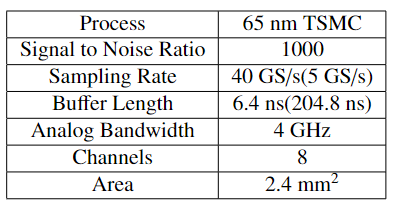 Process 65 nm TSMC
Signal to Noise Ratio 1000
Sampling Rate 40 GS/s(5 GS/s)
Buffer Length 6.4 ns(204.8 ns)
Analog Bandwidth 4 GHz
Channels 8
Area 2.4 mm²